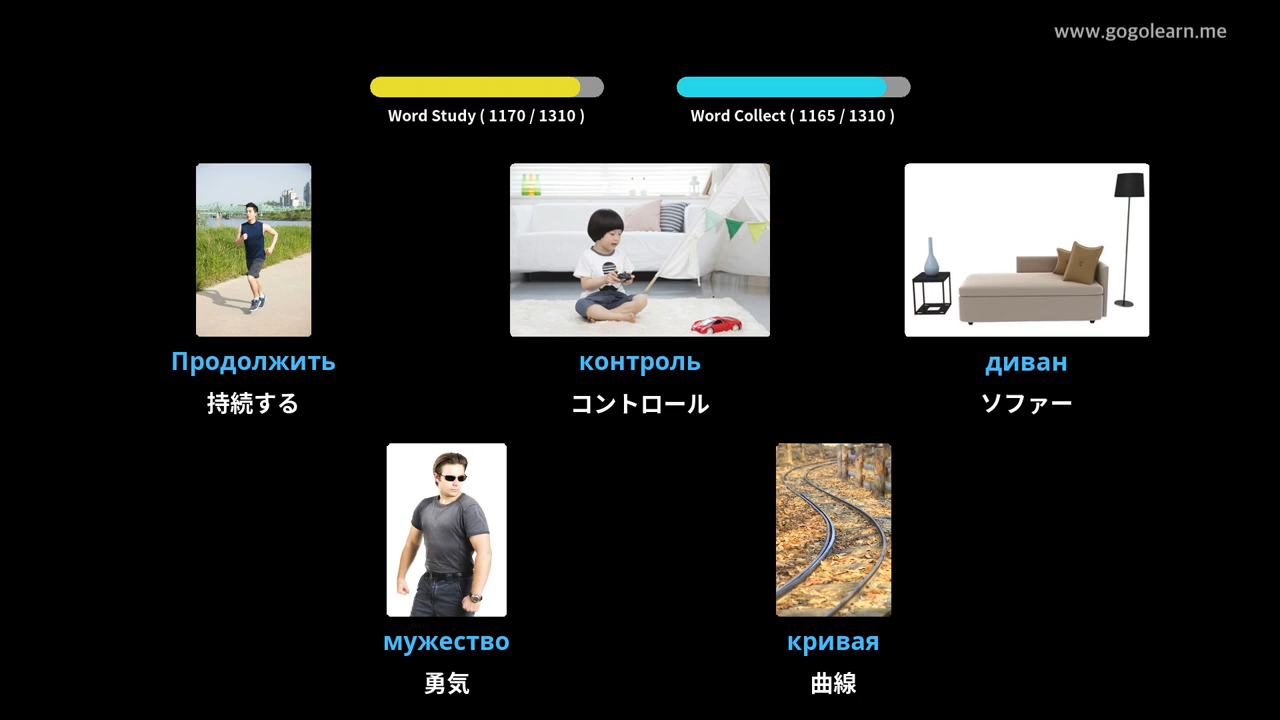 www.gogolearn.me
Word Study ( 1170 / 1310 )
Word Collect ( 1165 / 1310 )
Продолжить
контроль
диван
持続する
コントロール
ソファー
мужество
кривая
勇気
曲線